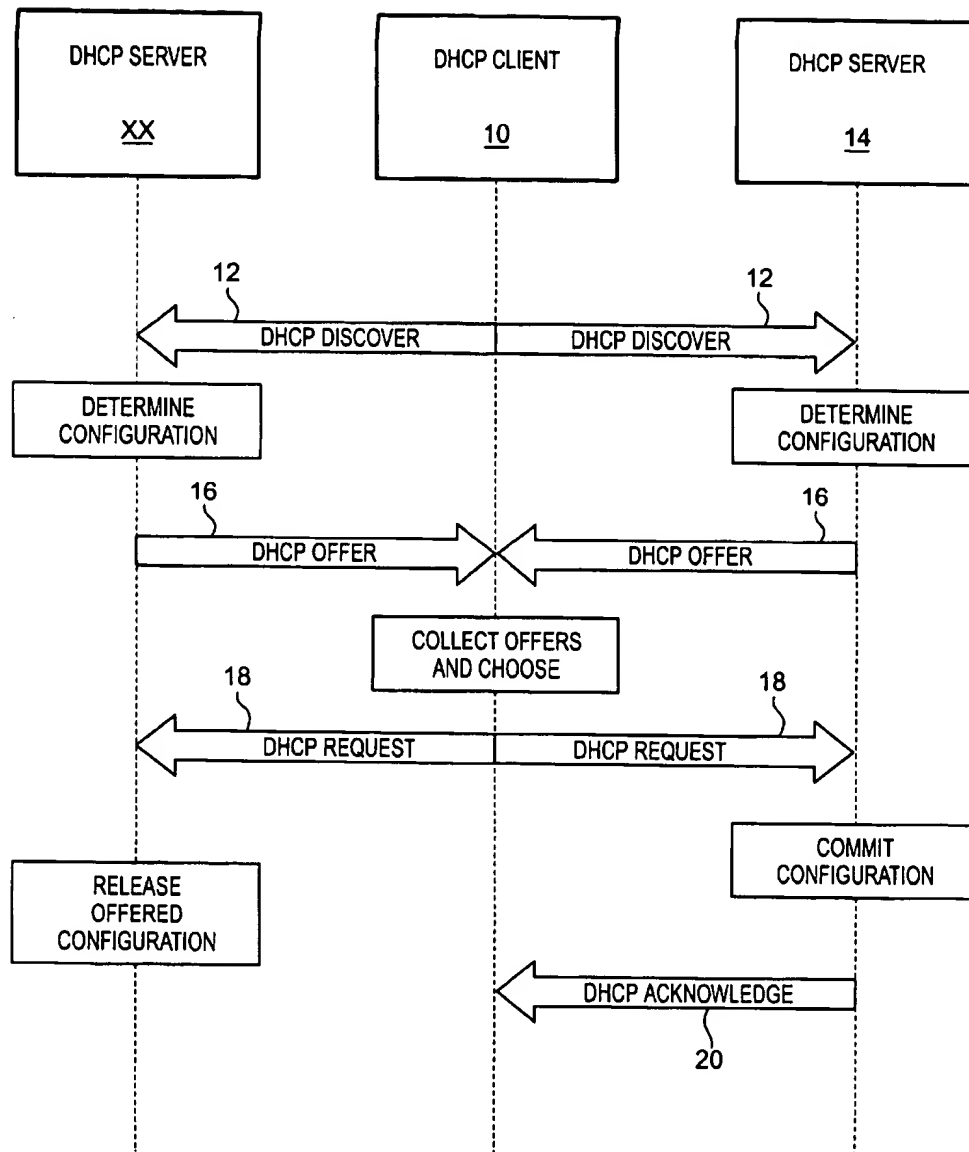 DHCP SERVER
XX
DHCP CLIENT
10
DHCP SERVER
14
12
12
DHCP DISCOVER
DHCP DISCOVER
DETERMINE
CONFIGURATION
DETERMINE
CONFIGURATION
16
16
DHCP OFFER
DHCP OFFER
COLLECT OFFERS
AND CHOOSE
18
18
DHCP REQUEST
DHCP REQUEST
COMMIT
CONFIGURATION
RELEASE
OFFERED
CONFIGURATION
DHCP ACKNOWLEDGE
20